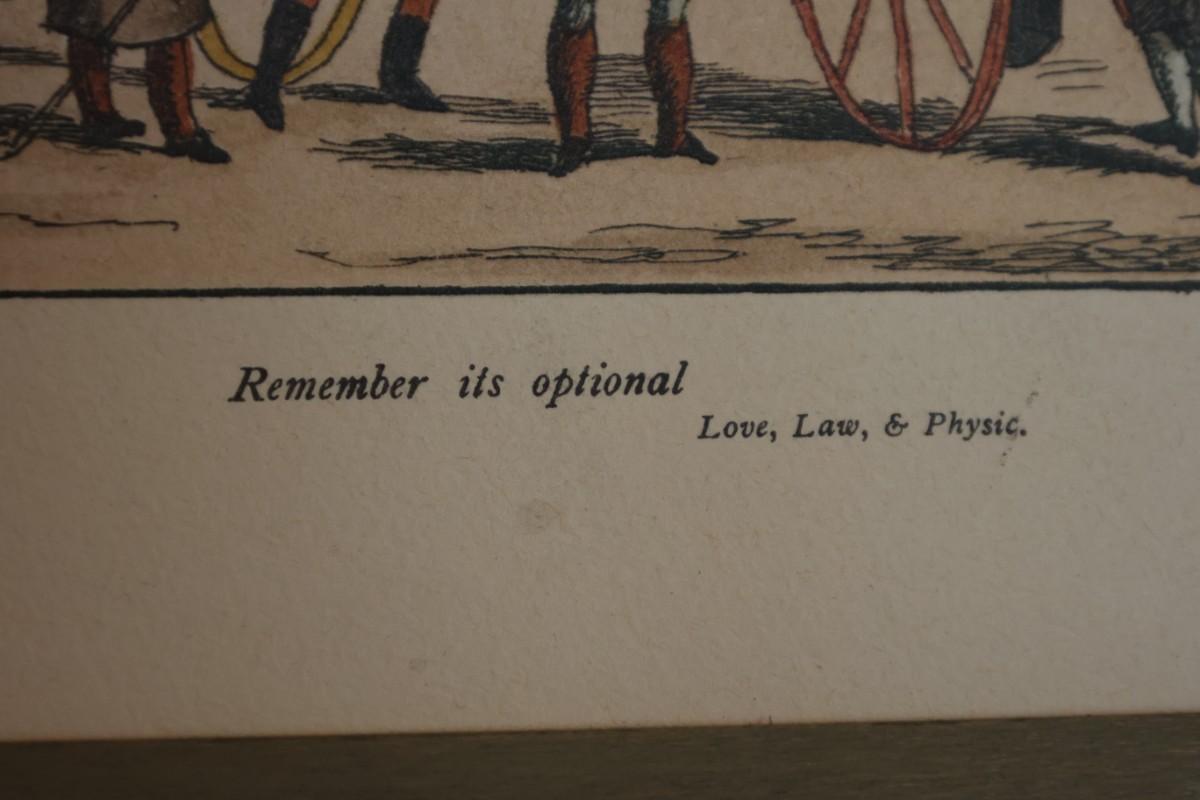 Remember its optional
Love, Law, & Physic.